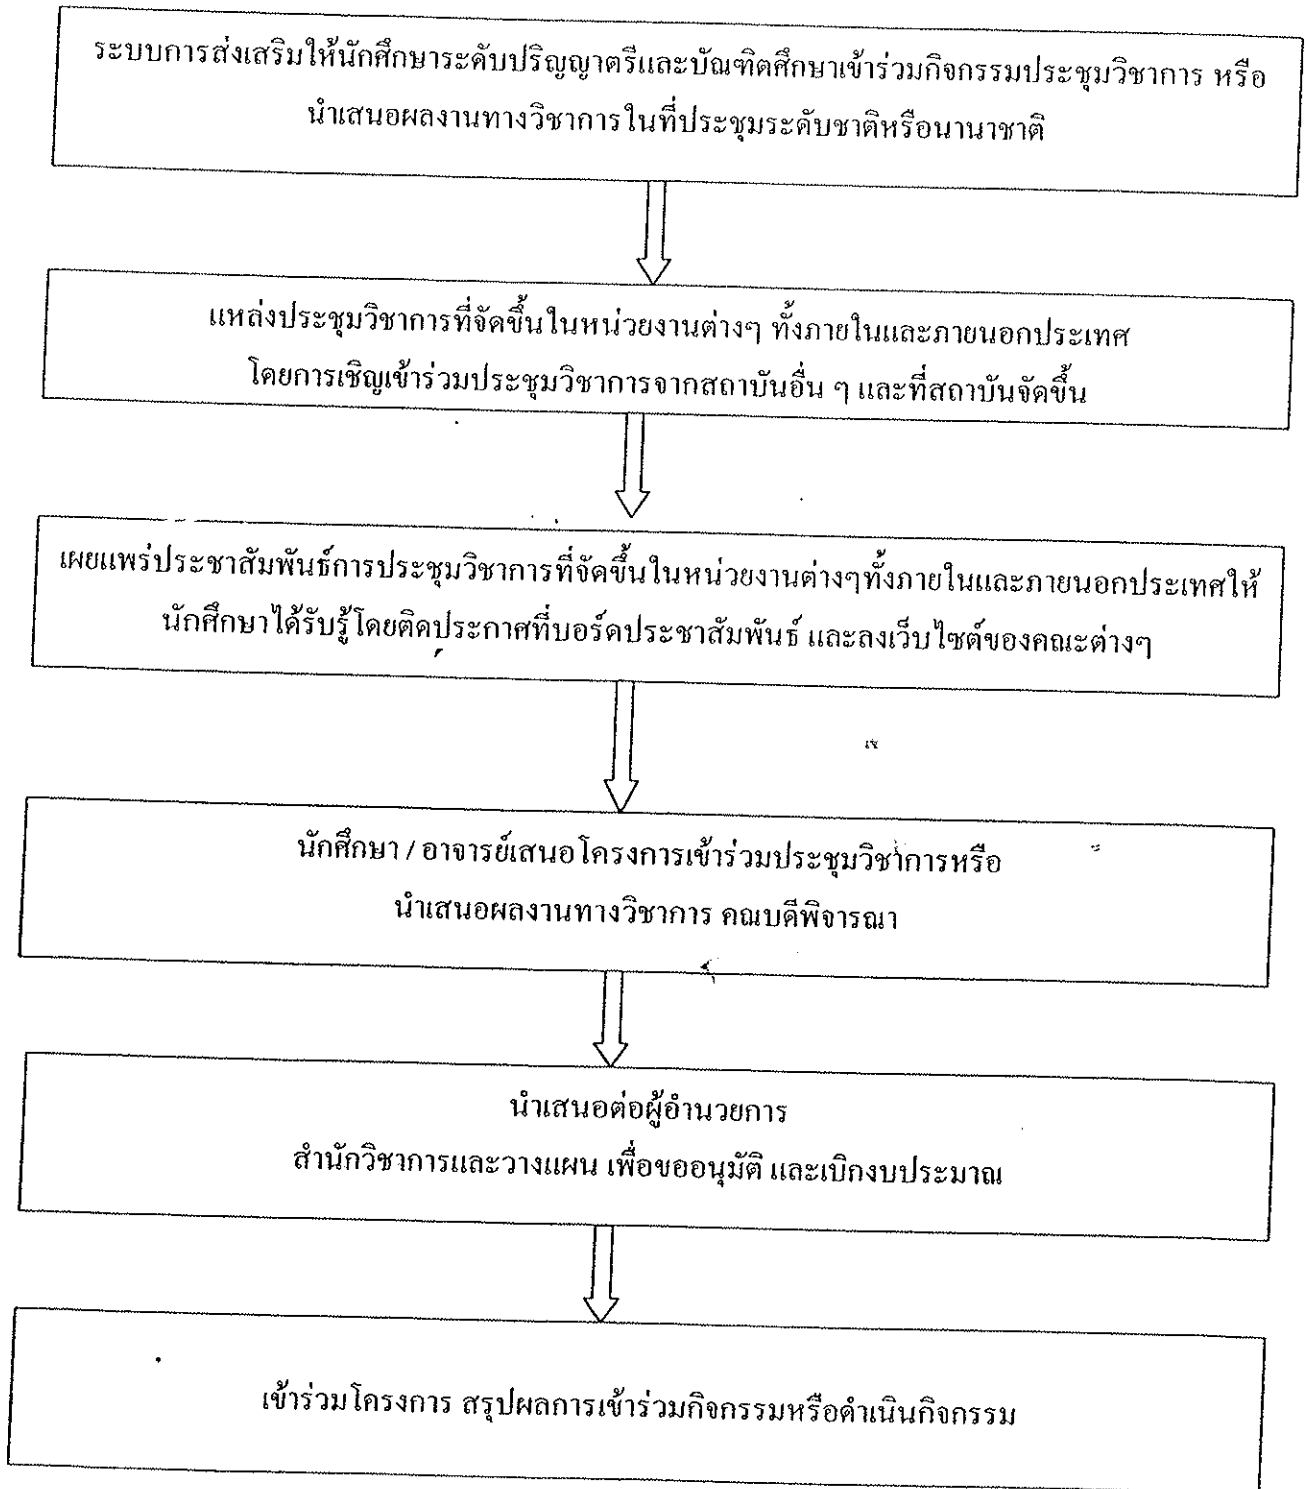 ระบบการส่งเสริมให้นักศึกษาระดับปริญญาตรีและบัณฑิตศึกษาเข้าร่วมกิจกรรมประชุมวิชาการ หรือ
นำเสนอผลงานทางวิชาการในที่ประชุมระดับชาติหรือนานาชาติ
แหล่งประชุมวิชาการที่จัดขึ้นในหน่วยงานต่างๆ ทั้งภายในและภายนอกประเทศ
โดยการเชิญเข้าร่วมประชุมวิชาการจากสถาบันอื่น ๆ และที่สถาบันจัดขึ้น
เผยแพร่ประชาสัมพันธ์การประชุมวิชาการที่จัดขึ้นในหน่วยงานต่างๆทั้งภายในและภายนอกประเทศให้
นักศึกษาได้รับรู้โดยติดประกาศที่บอร์ดประชาสัมพันธ์ และลงเว็บไซต์ของคณะต่างๆ
นักศึกษา / อาจารย์เสนอโครงการเข้าร่วมประชุมวิชาการหรือ
นำเสนอผลงานทางวิชาการ คณบดีพิจารณา
นำเสนอต่อผู้อำนวยการ
สำนักวิชาการและวางแผน เพื่อขออนุมัติ และเบิกงบประมาณ
เข้าร่วมโครงการ สรุปผลการเข้าร่วมกิจกรรมหรือดำเนินกิจกรรม